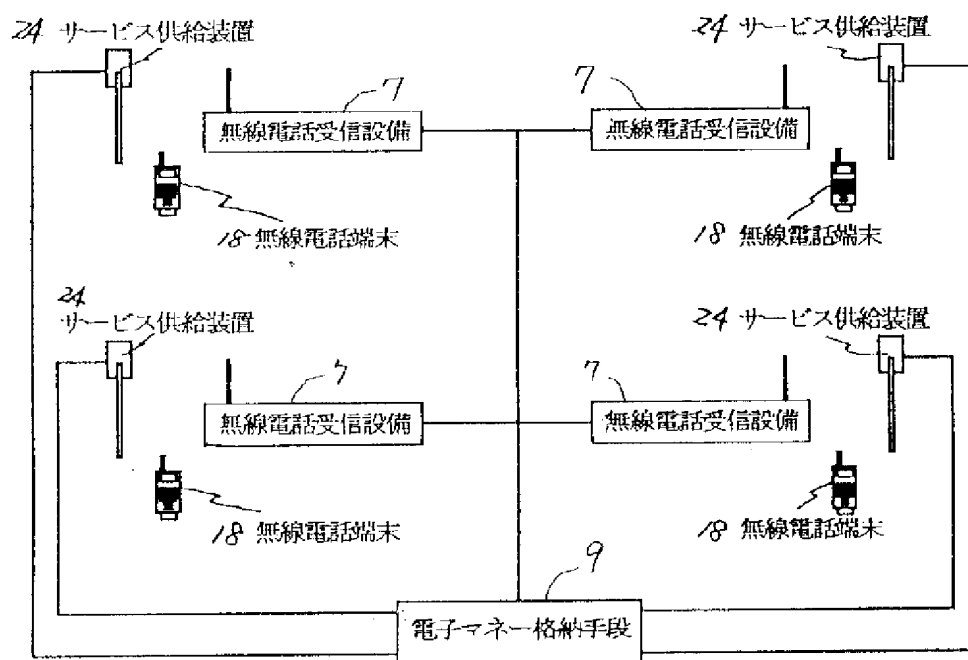 24 サービス供給装置
24 サービス供給装置
7
7
無線電話受信設備
無線電話受信設備
18 無線電話端末
18 無線電話端末
24
サービス供給装置
24 サービス供給装置
7
7
無線電話受信設備
無線電話受信設備
18 無線電話端末
18 無線電話端末
9
電子マネー格納手段